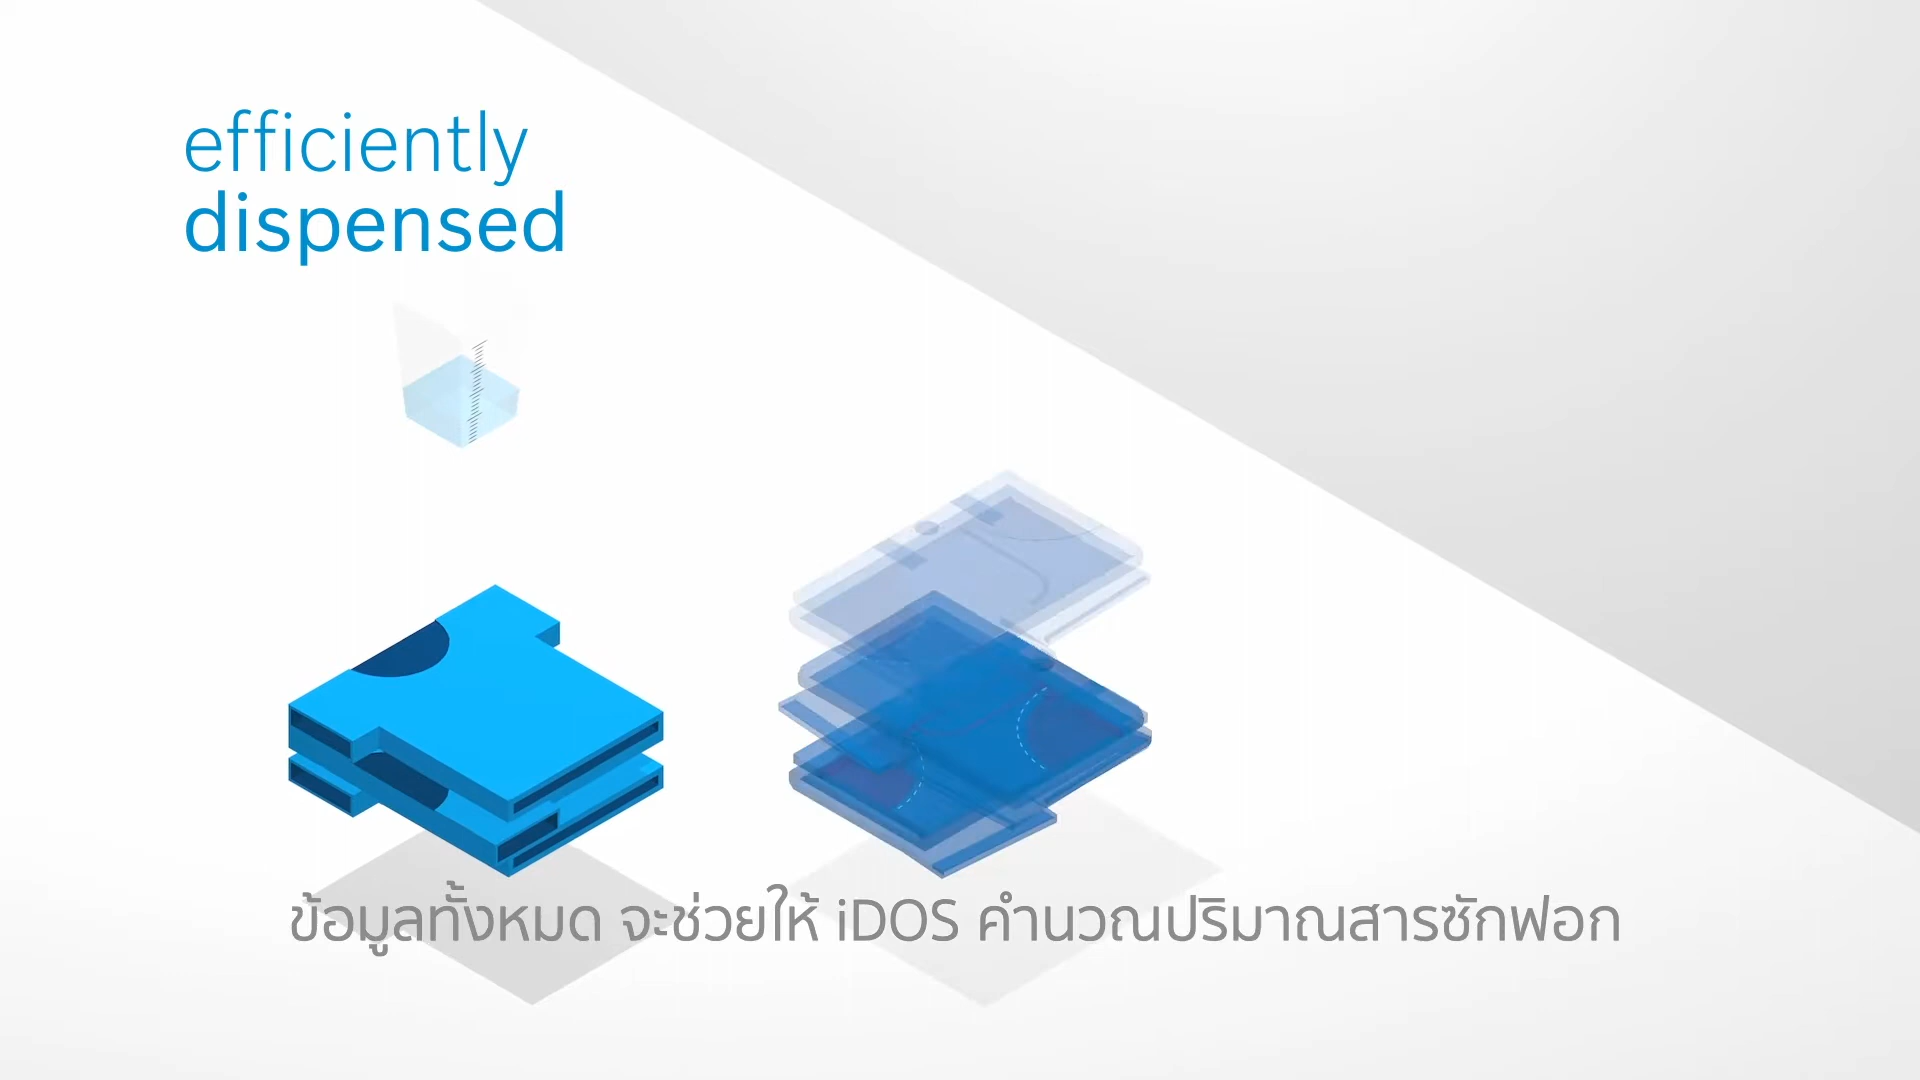 efficiently
dispensed
ข้อมูลทั้งหมด จะช่วยให้ iDOS คำนวณปริมาณสารซักฟอก